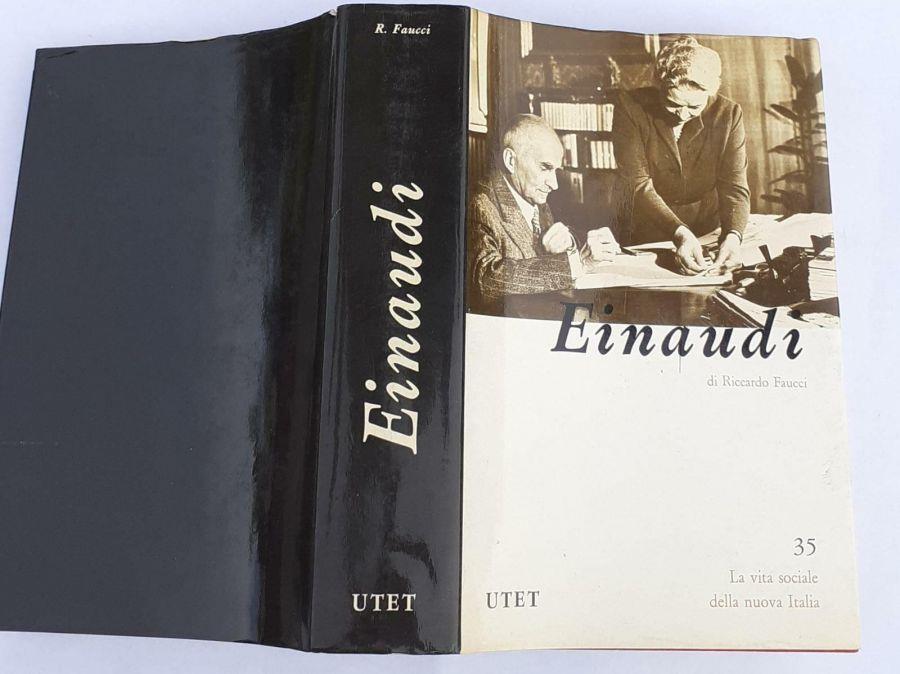 R. Faucci
Einaudi
UTET
Einaudi
di Riccardo Faucci
35
La vita sociale
della nuova Italia
UTET